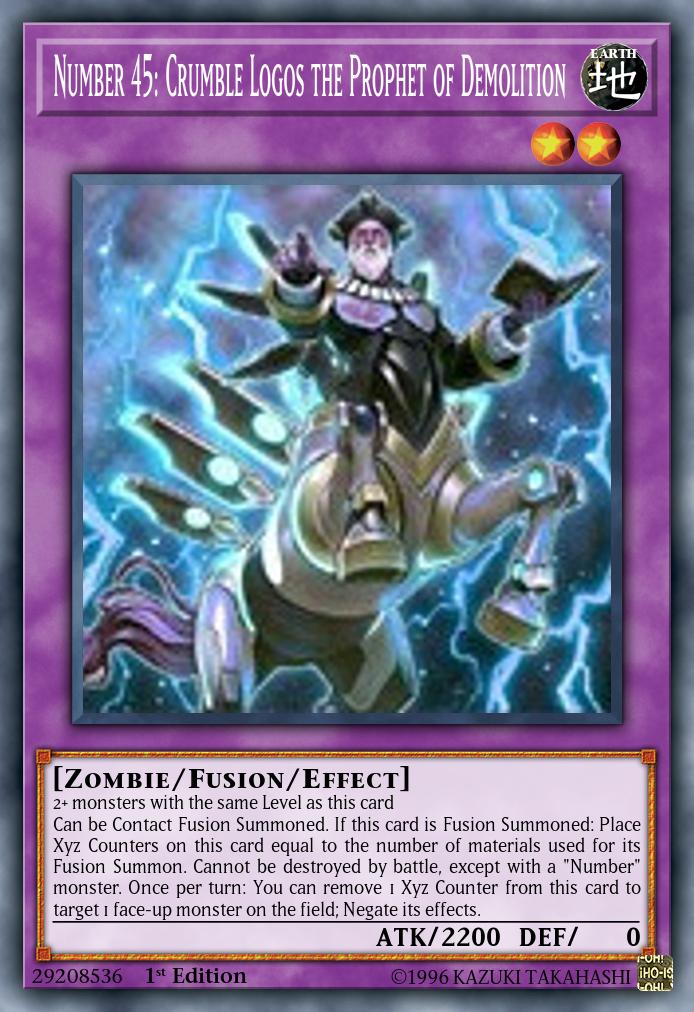 Number 45: Crumble Logos the Prophet of Demolition
EARTH
地
[Zombie/Fusion/Effect]
2+ monsters with the same Level as this card
Can be Contact Fusion Summoned. If this card is Fusion Summoned: Place
Xyz Counters on this card equal to the number of materials used for its
Fusion Summon. Cannot be destroyed by battle, except with a "Number"
monster. Once per turn: You can remove 1 Xyz Counter from this card to
target 1 face-up monster on the field; Negate its effects.
ATK/2200 DEF/ 0
29208536 1st Edition ©1996 KAZUKI TAKAHASHI